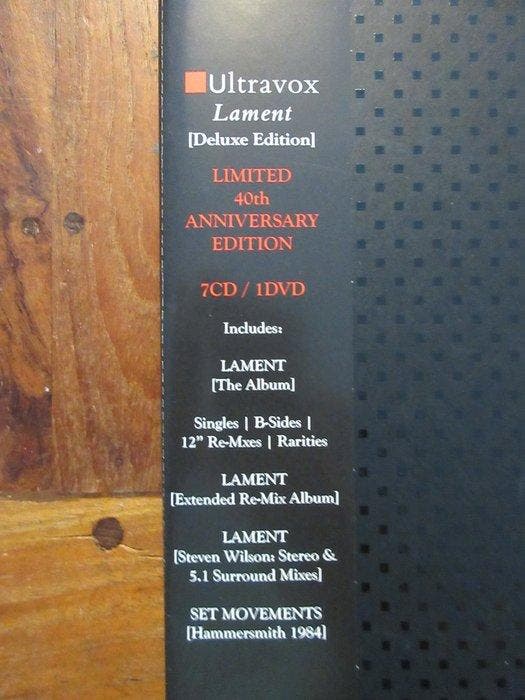 Ultravox
Lament
[Deluxe Edition]
LIMITED
40th
ANNIVERSARY
EDITION
7CD / 1DVD
Includes:
LAMENT
[The Album]
Singles | B-Sides |
12” Re-Mxes | Rarities
LAMENT
[Extended Re-Mix Album]
LAMENT
[Steven Wilson: Stereo &
5.1 Surround Mixes]
SET MOVEMENTS
[Hammersmith 1984]